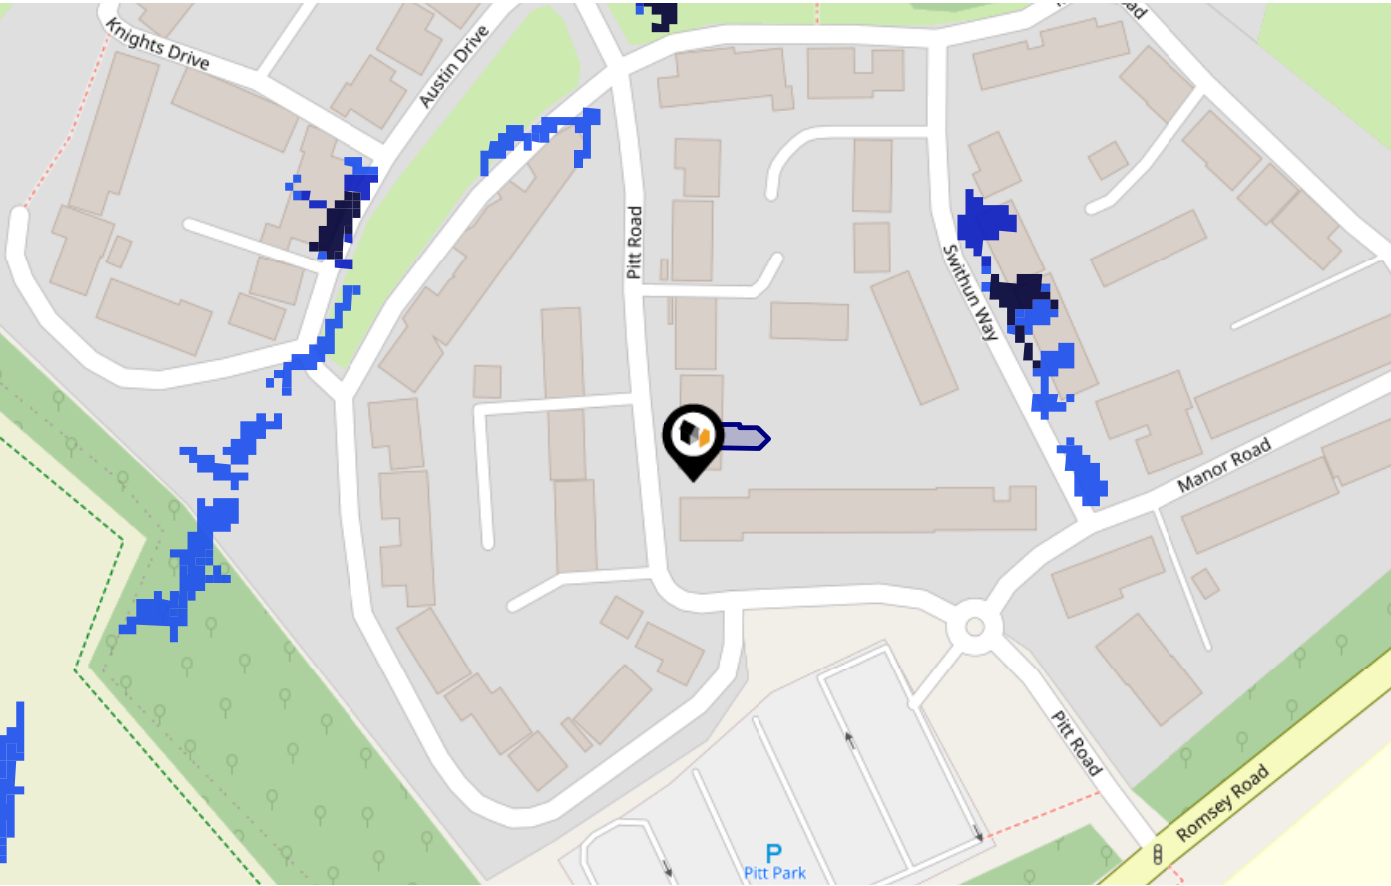 Knights Drive
Austin Drive
Pitt Road
Swithun Way
Manor Road
Pitt Road
Romsey Road
P
Pitt Park